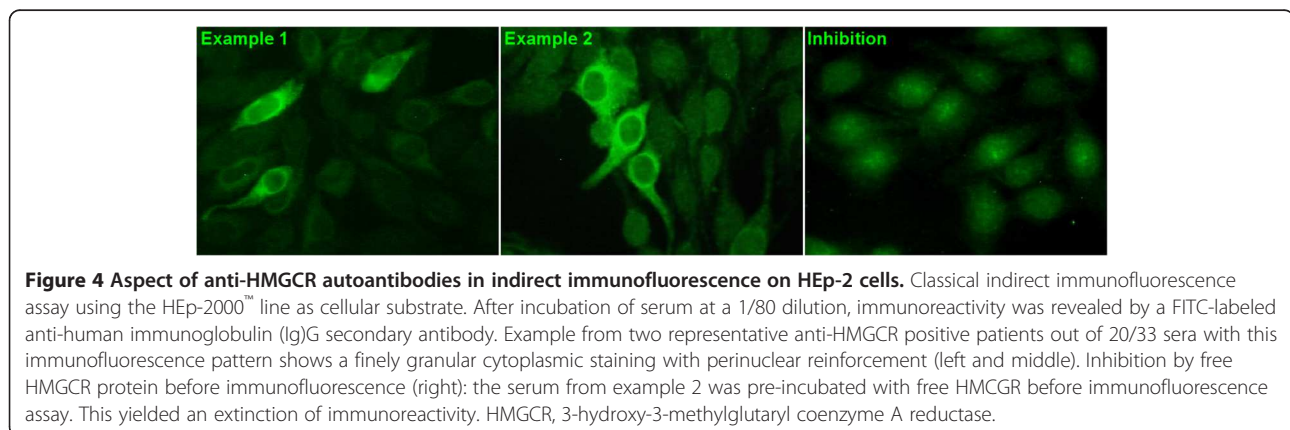 Example 1
Example 2
Inhibition
Figure 4 Aspect of anti-HMGCR autoantibodies in indirect immunofluorescence on HEp-2 cells. Classical indirect immunofluorescence
assay using the HEp-2000™ line as cellular substrate. After incubation of serum at a 1/80 dilution, immunoreactivity was revealed by a FITC-labeled
anti-human immunoglobulin (Ig)G secondary antibody. Example from two representative anti-HMGCR positive patients out of 20/33 sera with this
immunofluorescence pattern shows a finely granular cytoplasmic staining with perinuclear reinforcement (left and middle). Inhibition by free
HMGCR protein before immunofluorescence (right): the serum from example 2 was pre-incubated with free HMCGR before immunofluorescence
assay. This yielded an extinction of immunoreactivity. HMGCR, 3-hydroxy-3-methylglutaryl coenzyme A reductase.